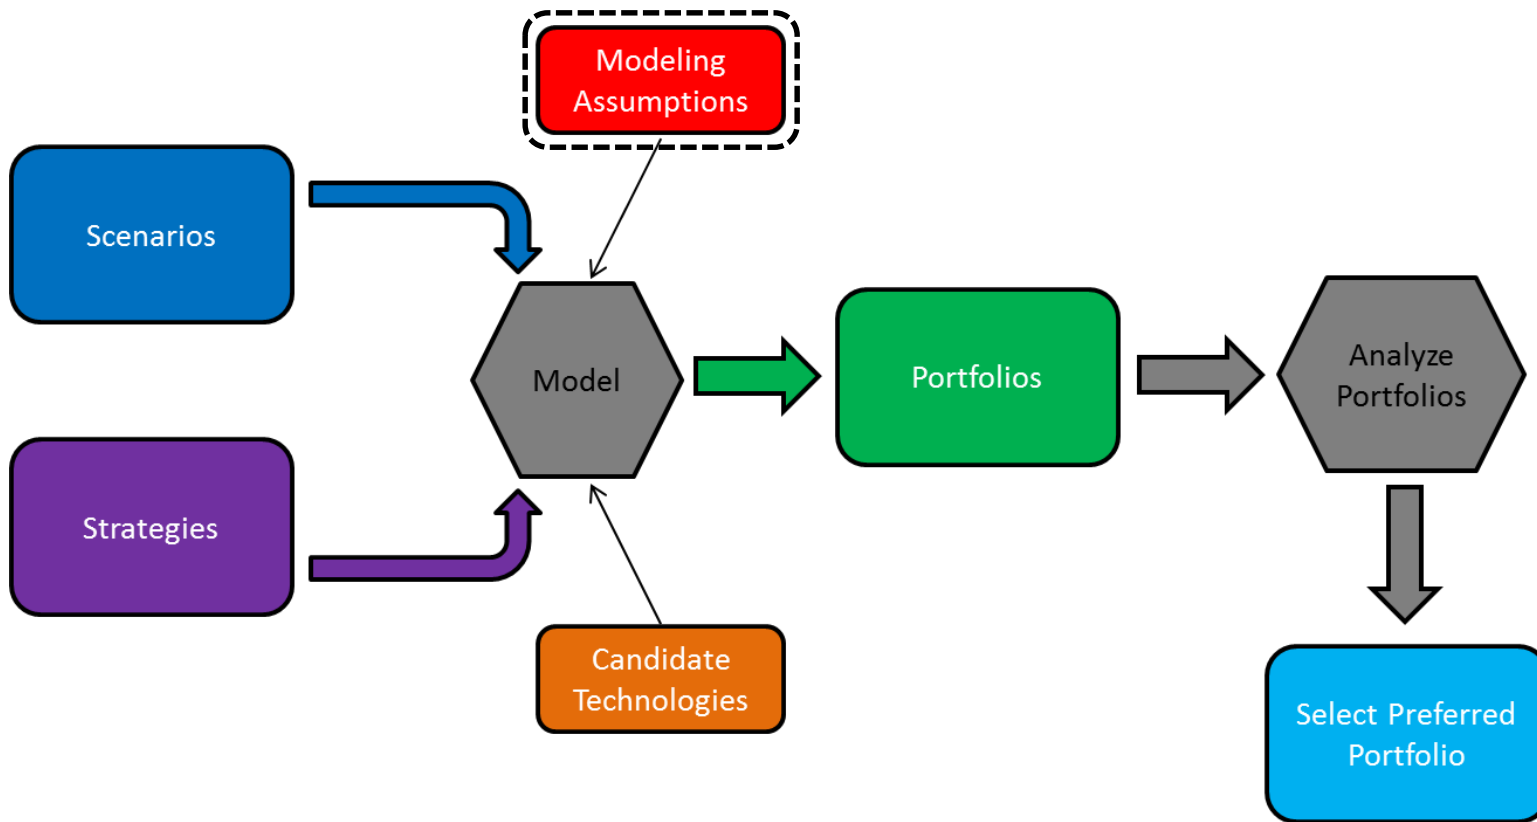 Modeling
Assumptions
Scenarios
Model
Portfolios
Analyze
Portfolios
Strategies
Candidate
Technologies
Select Preferred
Portfolio